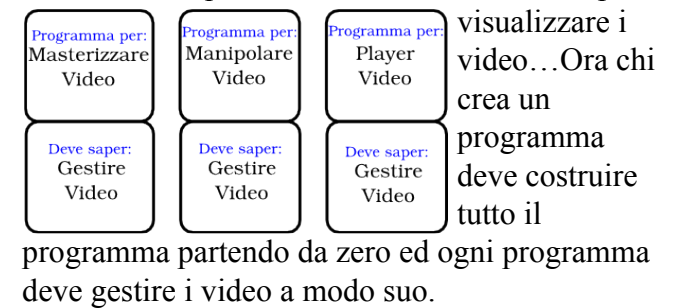 Programma per:
Masterizzare
Video
Deve saper:
Gestire
Video
Programma per:
Manipolare
Video
Deve saper:
Gestire
Video
Programma per:
Player
Video
Deve saper:
Gestire
Video
visualizzare i
video…Ora chi
crea un
programma
deve costruire
tutto il
programma partendo da zero ed ogni programma
deve gestire i video a modo suo.